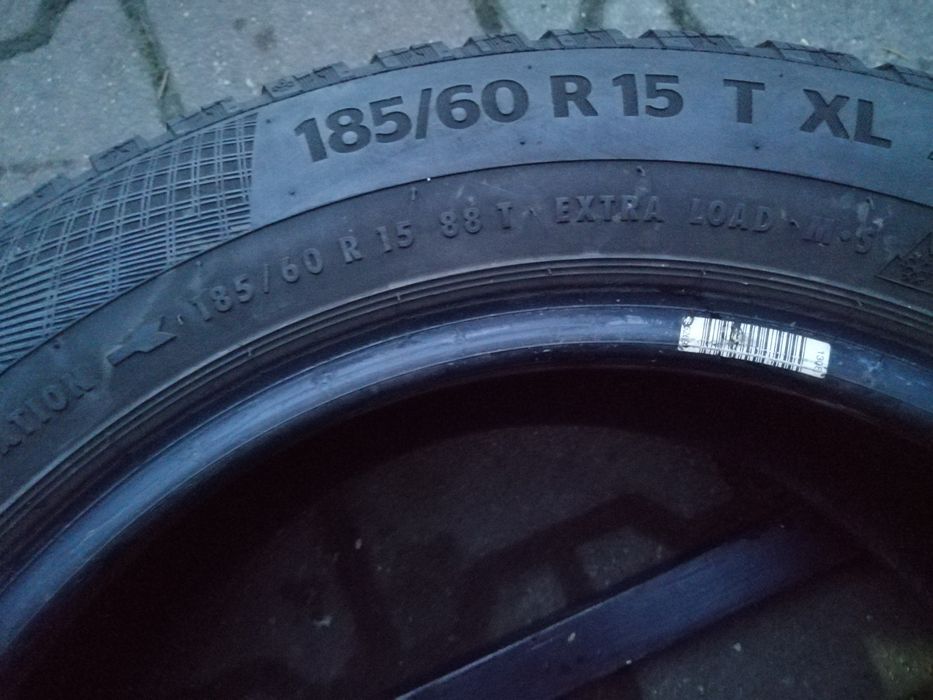 185/60 R 15 T XL
185/60 R 15 88 T EXTRA LOAD M+S